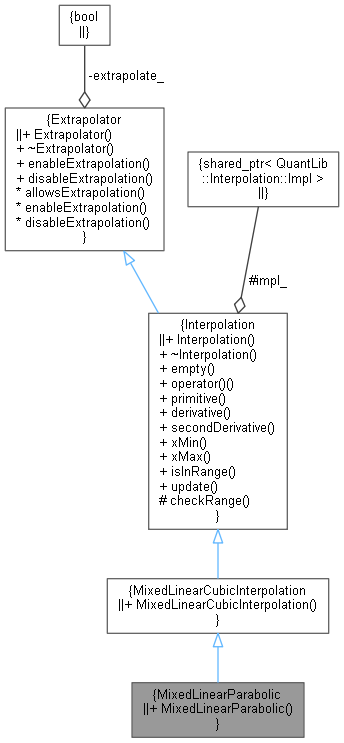 {bool
||}
-extrapolate_
{Extrapolator
||+ Extrapolator()
+ ~Extrapolator()
+ enableExtrapolation()
+ disableExtrapolation()
* allowsExtrapolation()
* enableExtrapolation()
* disableExtrapolation()
}
{shared_ptr< QuantLib
::Interpolation::Impl >
||}
#impl_
{Interpolation
||+ Interpolation()
+ ~Interpolation()
+ empty()
+ operator()()
+ primitive()
+ derivative()
+ secondDerivative()
+ xMin()
+ xMax()
+ isInRange()
+ update()
# checkRange()
}
{MixedLinearCubicInterpolation
||+ MixedLinearCubicInterpolation()
}
{MixedLinearParabolic
||+ MixedLinearParabolic()
}